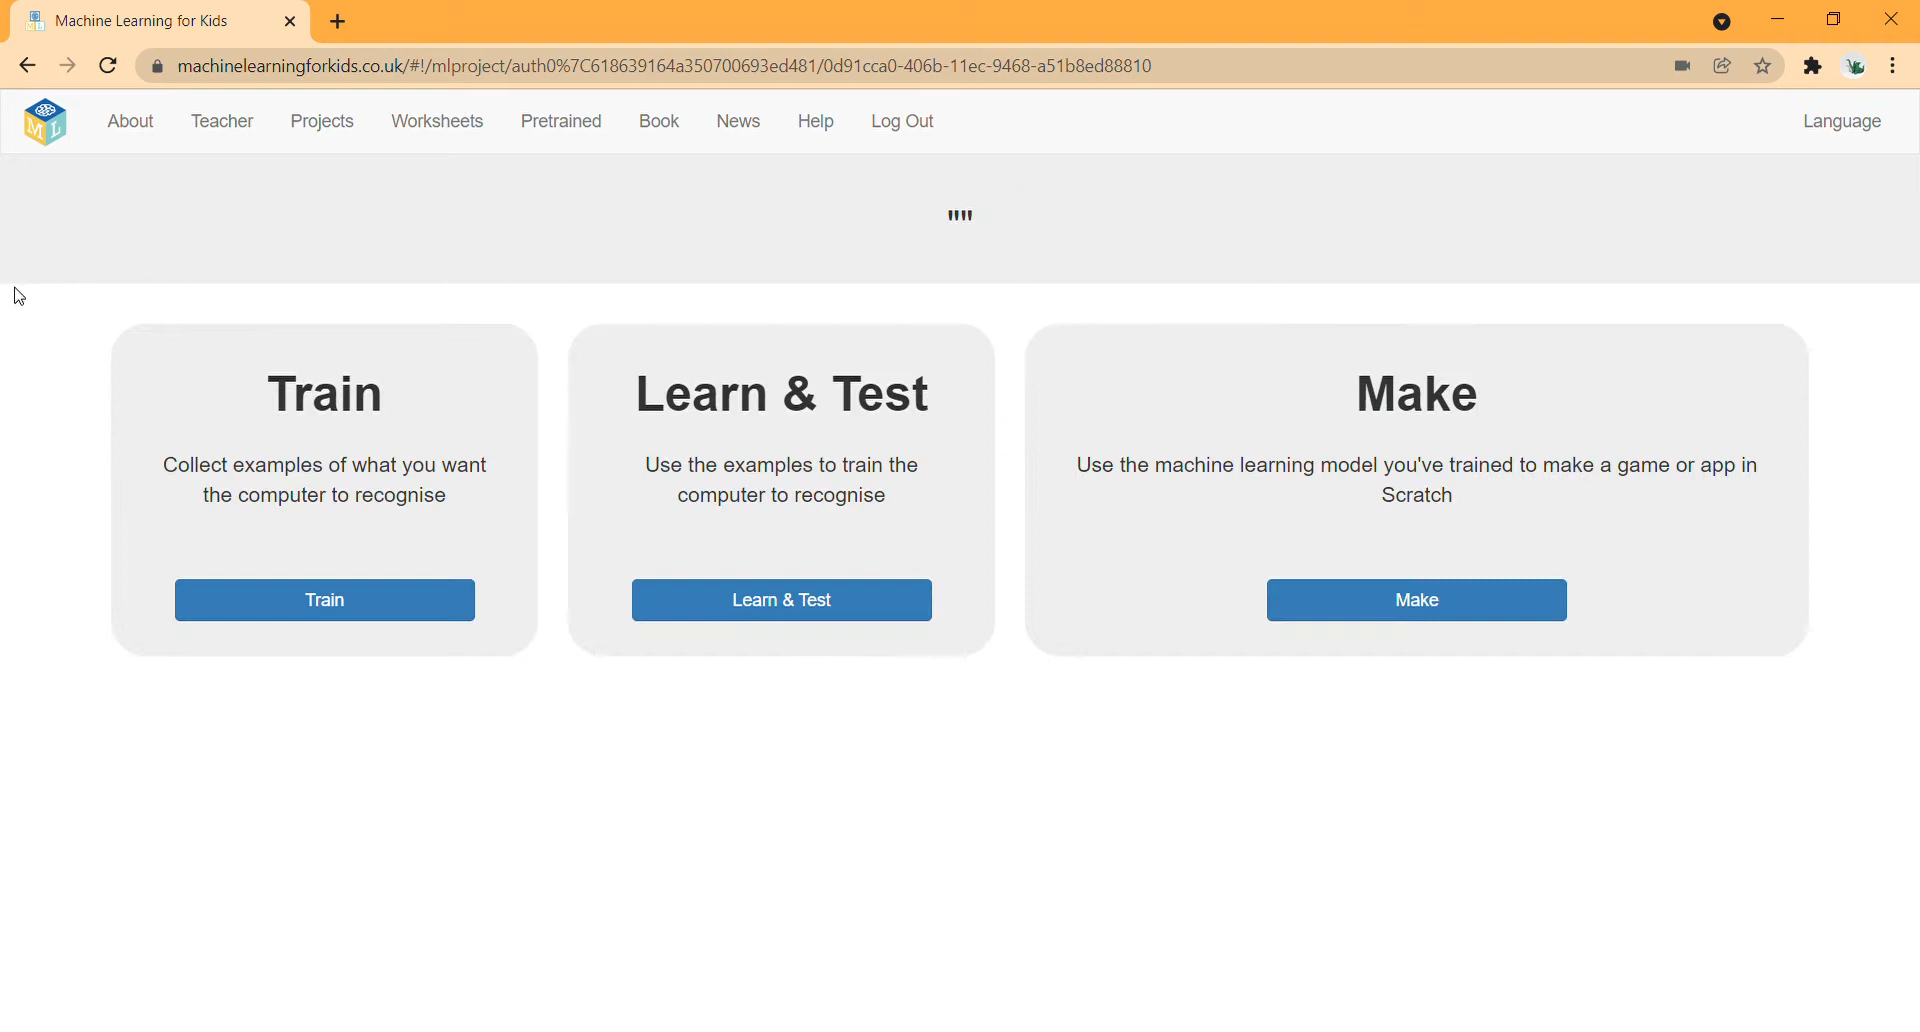 Machine Learning for Kids
machinelearningforkids.co.uk/#!/mlproject/auth0%7C618639164a350700693ed481/0d91cca0-406b-11ec-9468-a51b8ed88810
ML
About Teacher Projects Worksheets Pretrained Book News Help Log Out Language
""
Train
Collect examples of what you want
the computer to recognise
Train
Learn & Test
Use the examples to train the
computer to recognise
Learn & Test
Make
Use the machine learning model you've trained to make a game or app in
Scratch
Make